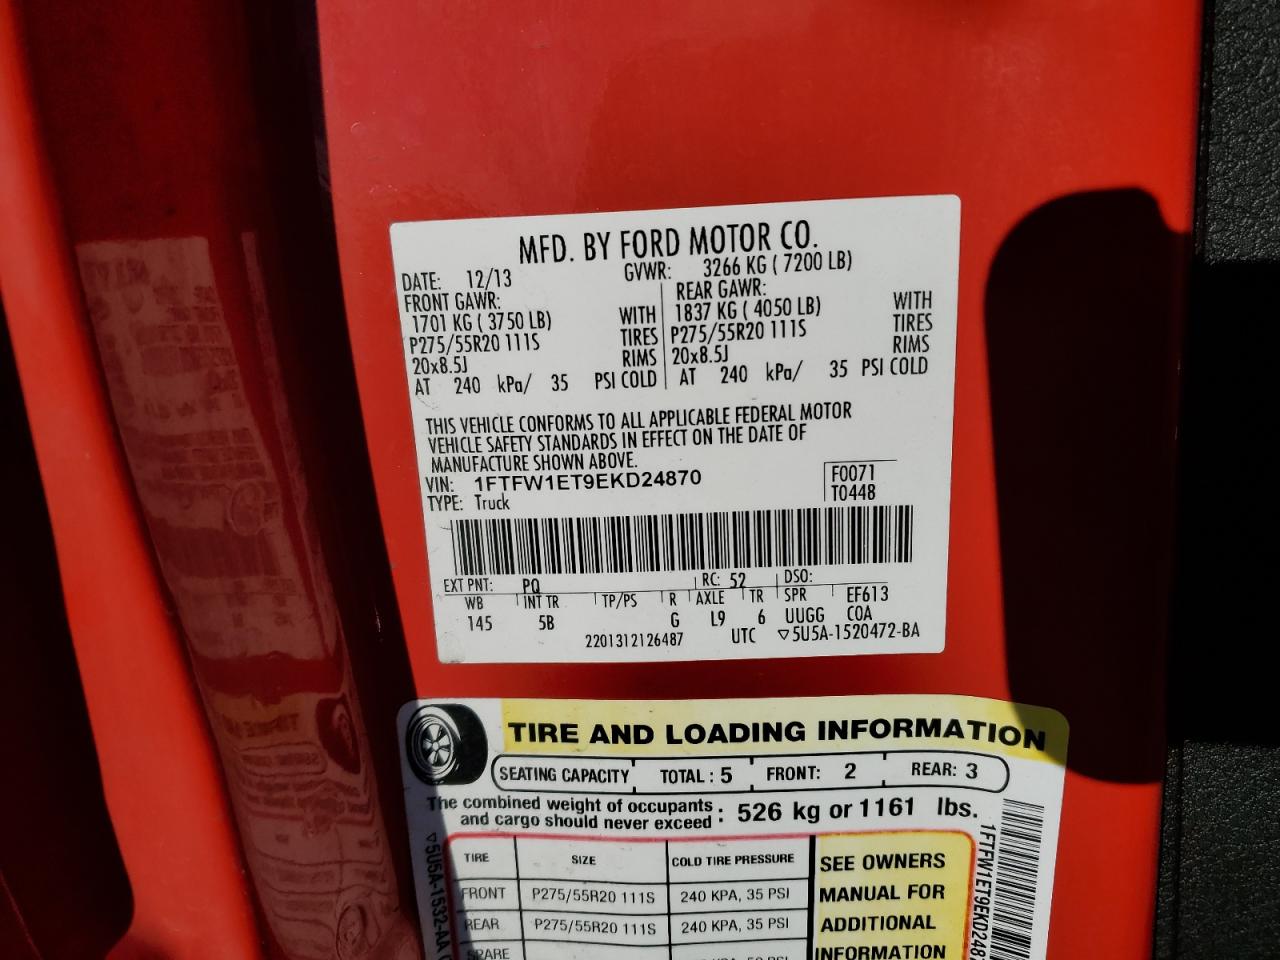 MFD. BY FORD MOTOR CO.
DATE: 12/13 GVWR: 3266 KG ( 7200 LB)
FRONT GAWR: REAR GAWR:
1701 KG ( 3750 LB) WITH 1837 KG ( 4050 LB) WITH
P275/55R20 111S TIRES P275/55R20 111S TIRES
20x8.5J RIMS 20x8.5J RIMS
AT 240 kPa/ 35 PSI COLD AT 240 kPa/ 35 PSI COLD
THIS VEHICLE CONFORMS TO ALL APPLICABLE FEDERAL MOTOR
VEHICLE SAFETY STANDARDS IN EFFECT ON THE DATE OF
MANUFACTURE SHOWN ABOVE.
VIN: 1FTFW1ET9EKD24870 F0071
TYPE: Truck T0448
EXT PNT: PQ RC: 52 DSO:
WB INT TR TP/PS R AXLE TR SPR EF613
145 5B G L9 6 UUGG COA
2201312126487 UTC ▽5U5A-1520472-BA
TIRE AND LOADING INFORMATION
SEATING CAPACITY TOTAL : 5 FRONT: 2 REAR: 3
The combined weight of occupants
and cargo should never exceed : 526 kg or 1161 lbs.
TIRE SIZE COLD TIRE PRESSURE SEE OWNERS
FRONT P275/55R20 111S 240 KPA, 35 PSI MANUAL FOR
REAR P275/55R20 111S 240 KPA, 35 PSI ADDITIONAL
SPARE PSI INFORMATION
▽5U5A-1532-AA
1FTFW1ET9EKD248